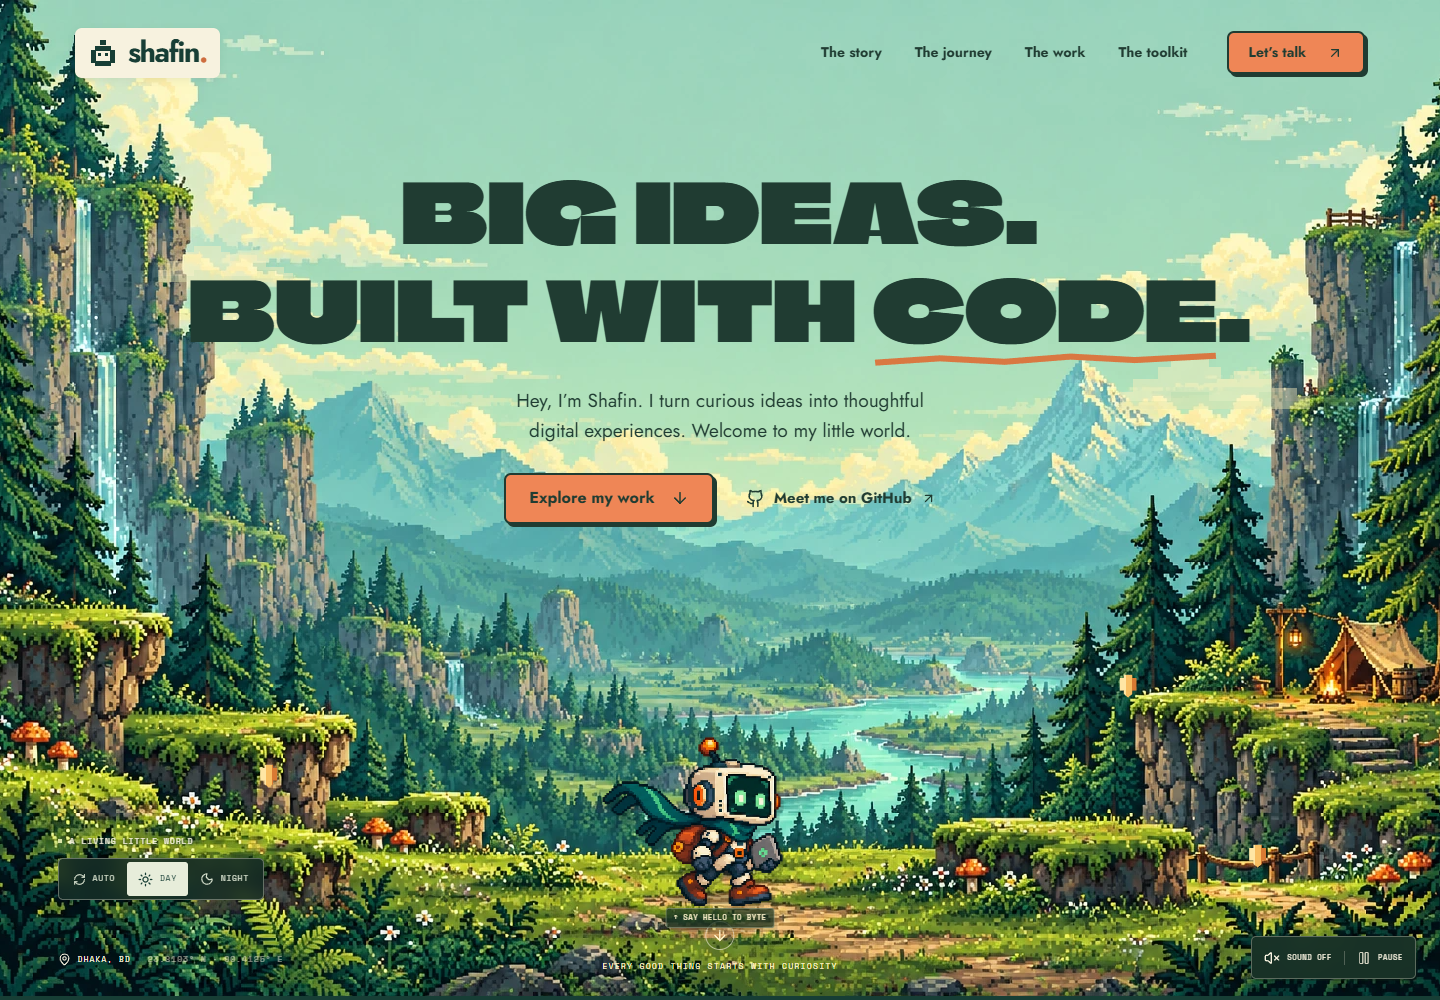 shafin.
The story
The journey
The work
The toolkit
Let's talk
BIG IDEAS.
BUILT WITH CODE.
Hey, I'm Shafin. I turn curious ideas into thoughtful
digital experiences. Welcome to my little world.
Explore my work
Meet me on GitHub
LIVING LITTLE WORLD
AUTO
DAY
NIGHT
↑ SAY HELLO TO BYTE
DHAKA, BD
EVERY GOOD THING STARTS WITH CURIOSITY
SOUND OFF
PAUSE